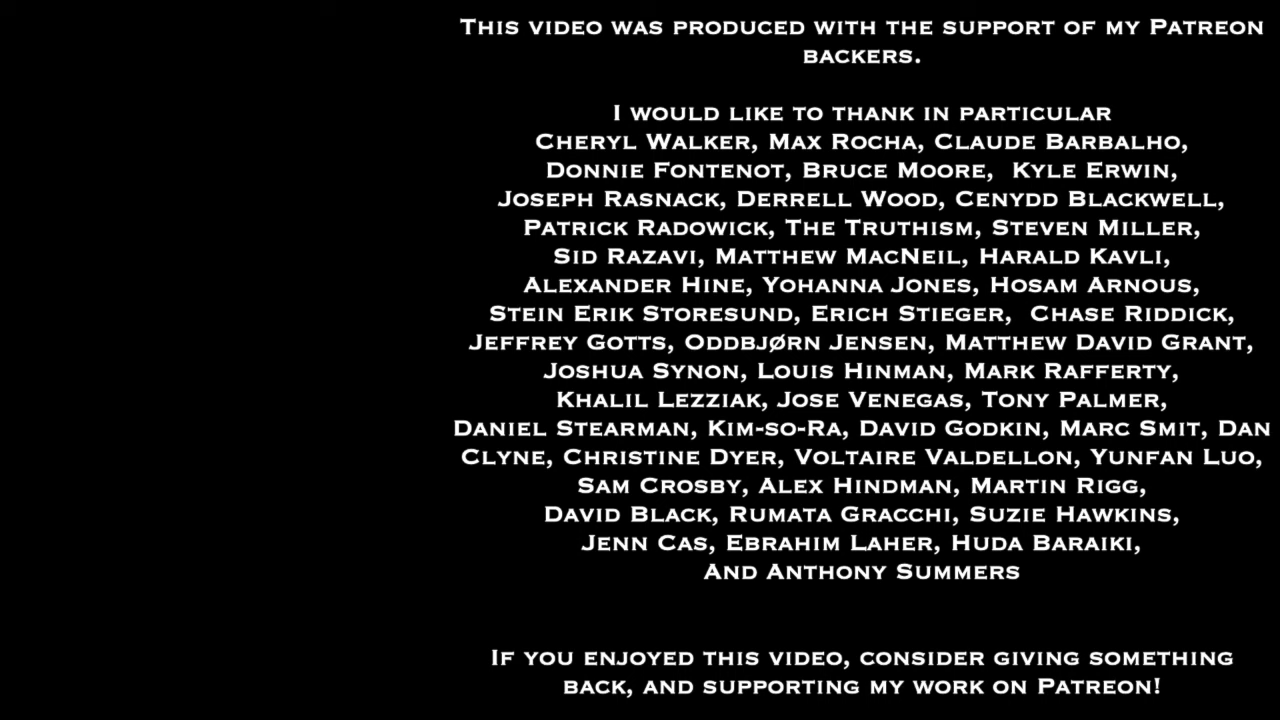 This video was produced with the support of my Patreon
backers.
I would like to thank in particular
Cheryl Walker, Max Rocha, Claude Barbalho,
Donnie Fontenot, Bruce Moore,  Kyle Erwin,
Joseph Rasnack, Derrell Wood, Cenydd Blackwell,
Patrick Radowick, The Truthism, Steven Miller,
Sid Razavi, Matthew MacNeil, Harald Kavli,
Alexander Hine, Yohanna Jones, Hosam Arnous,
Stein Erik Storesund, Erich Stieger,  Chase Riddick,
Jeffrey Gotts, Oddbjørn Jensen, Matthew David Grant,
Joshua Synon, Louis Hinman, Mark Rafferty,
Khalil Lezziak, Jose Venegas, Tony Palmer,
Daniel Stearman, Kim-so-Ra, David Godkin, Marc Smit, Dan
Clyne, Christine Dyer, Voltaire Valdellon, Yunfan Luo,
Sam Crosby, Alex Hindman, Martin Rigg,
David Black, Rumata Gracchi, Suzie Hawkins,
Jenn Cas, Ebrahim Laher, Huda Baraiki,
And Anthony Summers
If you enjoyed this video, consider giving something
back, and supporting my work on Patreon!